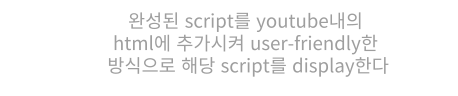 완성된 script를 youtube내의
html에 추가시켜 user-friendly한
방식으로 해당 script를 display한다